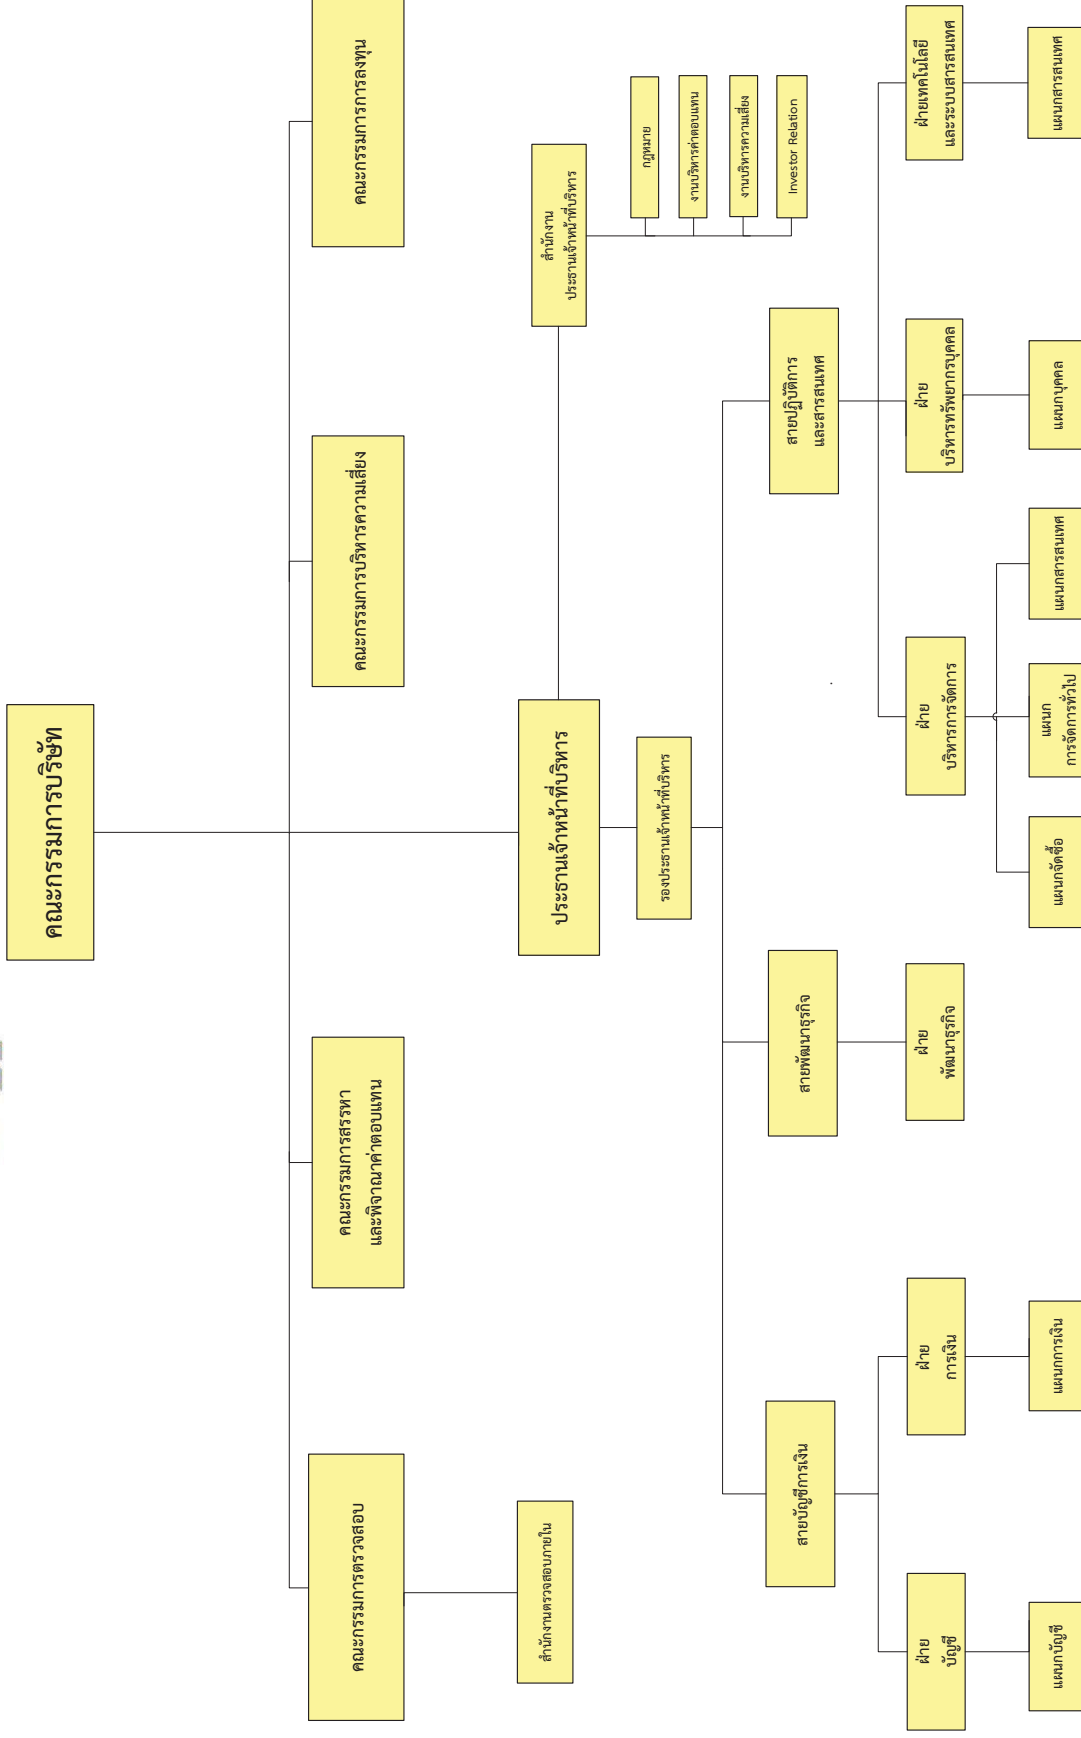 คณะกรรมการบริษัท
คณะกรรมการตรวจสอบ
คณะกรรมการสรรหา
และพิจาณาค่าตอบแทน
คณะกรรมการบริหารความเสี่ยง
คณะกรรมการการลงทุน
สำนักงานตรวจสอบภายใน
ประธานเจ้าหน้าที่บริหาร
สำนักงาน
ประธานเจ้าหน้าที่บริหาร
กฎหมาย
งานบริหารค่าตอบแทน
งานบริหารความเสี่ยง
Investor Relation
รองประธานเจ้าหน้าที่บริหาร
สายบัญชีการเงิน
สายพัฒนาธุรกิจ
สายปฏิบัติการ
และสารสนเทศ
ฝ่าย
บัญชี
ฝ่าย
การเงิน
ฝ่าย
พัฒนาธุรกิจ
ฝ่าย
บริหารการจัดการ
ฝ่าย
บริหารทรัพยากรบุคคล
ฝ่ายเทคโนโลยี
และระบบสารสนเทศ
แผนกบัญชี
แผนกการเงิน
แผนกจัดซื้อ
แผนก
การจัดการทั่วไป
แผนกสารสนเทศ
แผนกบุคคล
แผนกสารสนเทศ